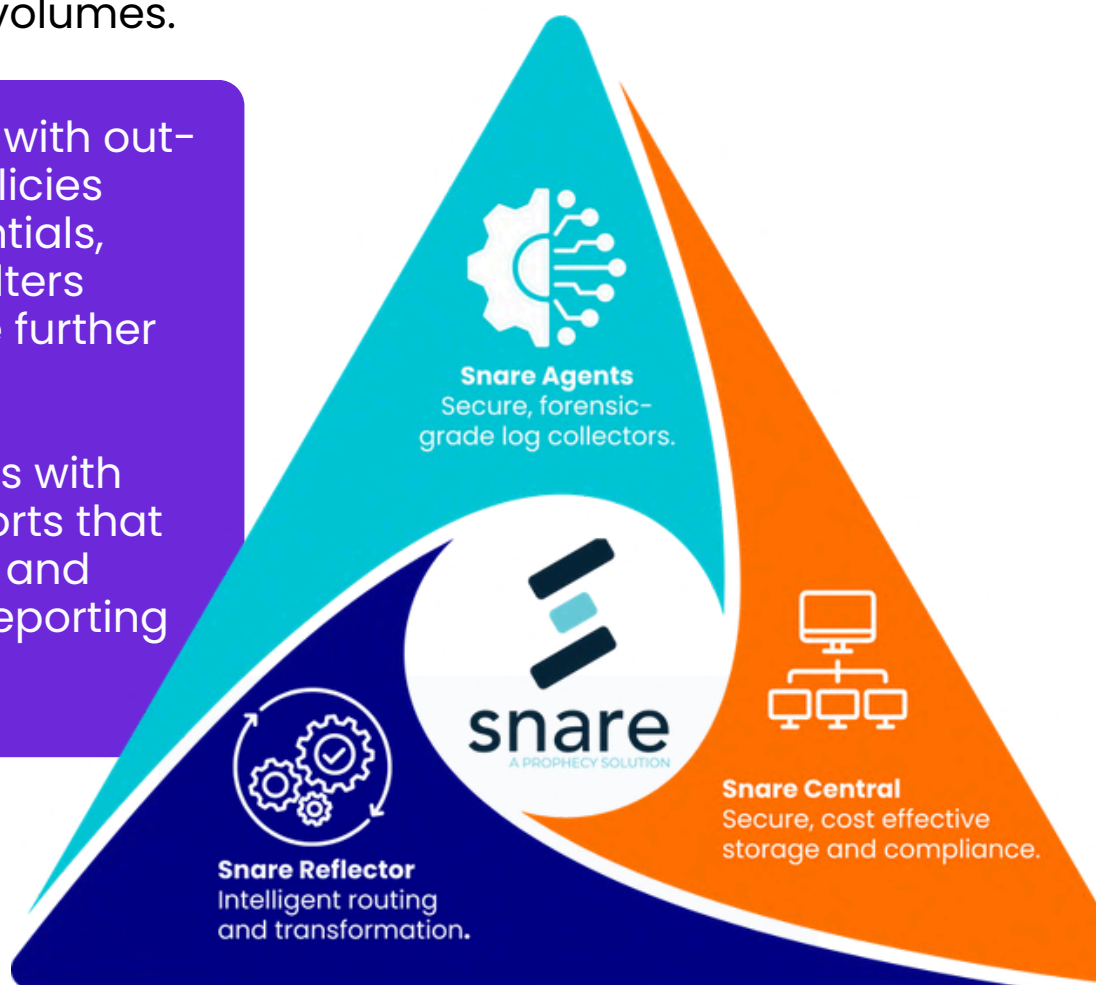 volumes.
with out-
licies
ntials,
lters
further
s with
orts that
and
eporting
Snare Agents
Secure, forensic-
grade log collectors.
snare
A PROPHECY SOLUTION
Snare Central
Secure, cost effective
storage and compliance.
Snare Reflector
Intelligent routing
and transformation.